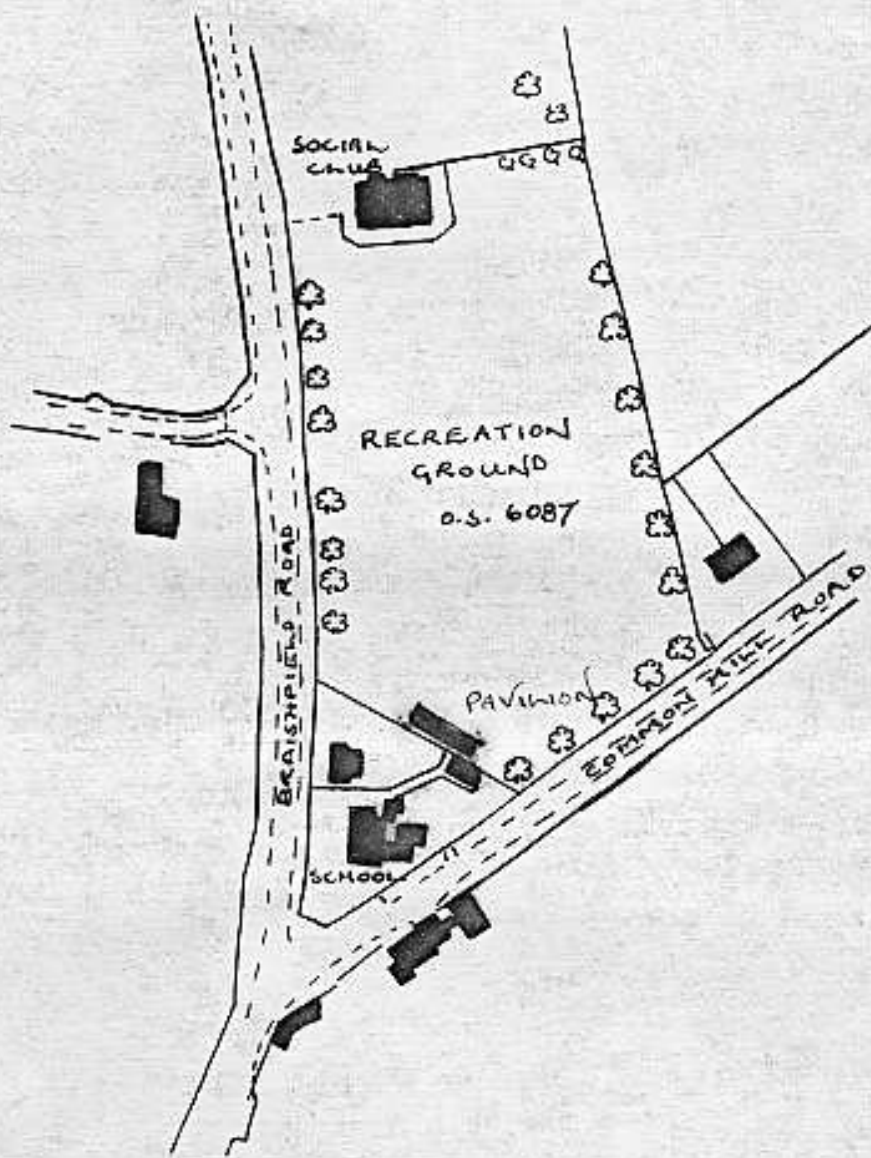 SOCIAL
CLUB
RECREATION
GROUND
O.S. 6087
BRAISHFIELD ROAD
PAVILION
COMMON HILL ROAD
SCHOOL